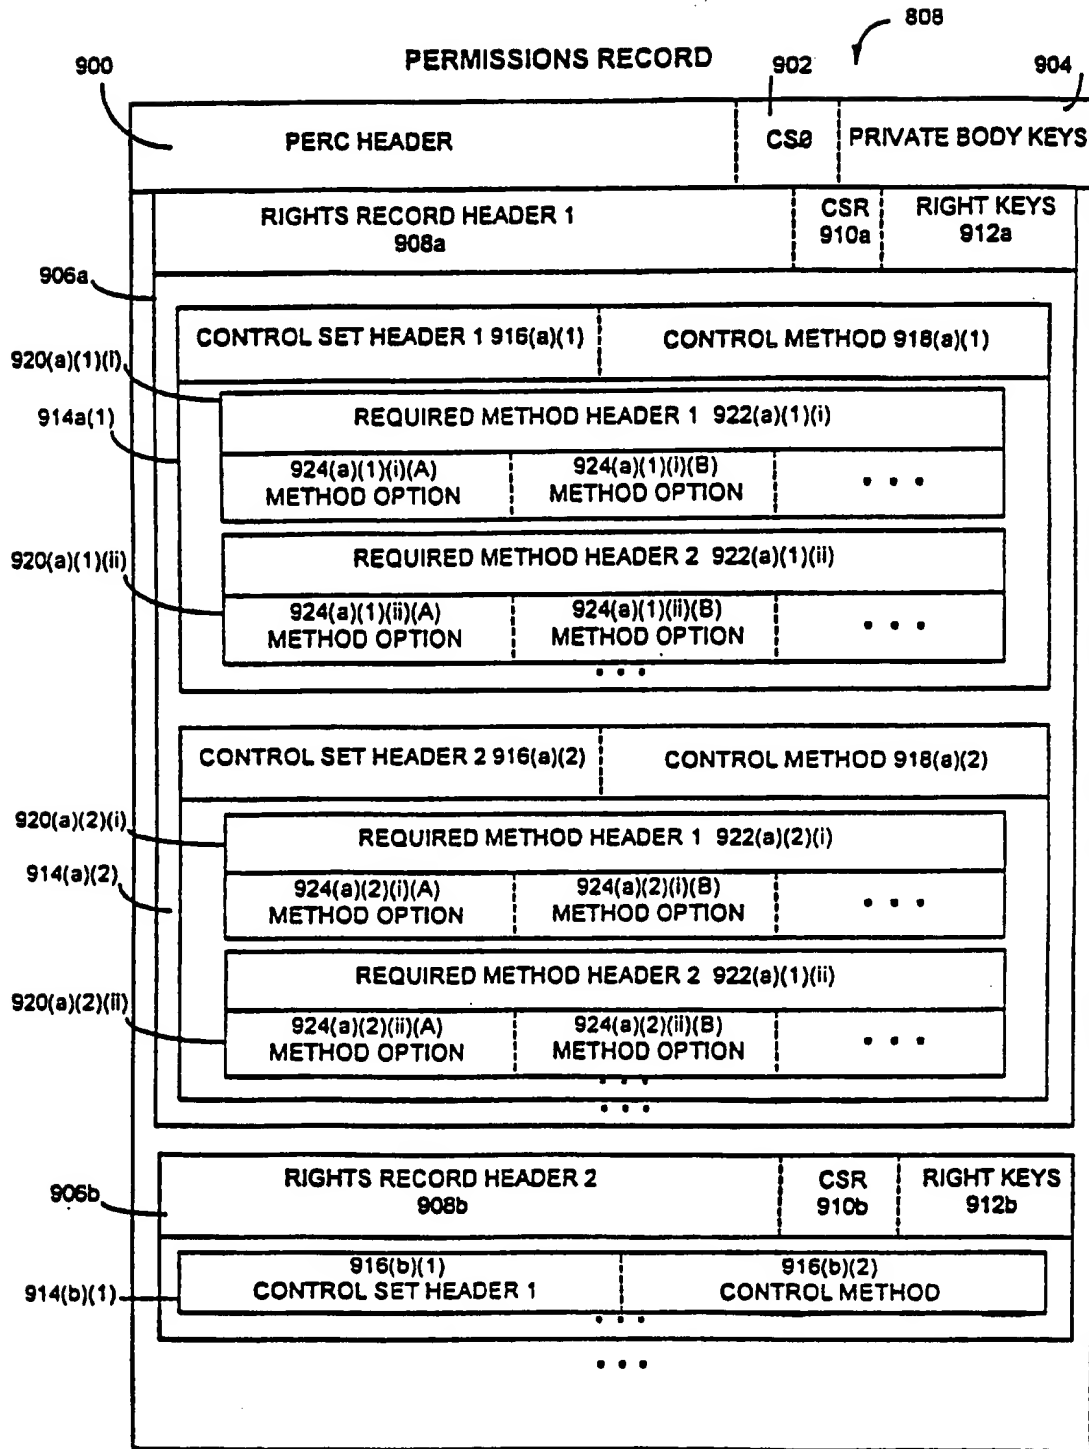 808
PERMISSIONS RECORD
900
902
904
PERC HEADER
CS0
PRIVATE BODY KEYS
RIGHTS RECORD HEADER 1
908a
CSR
910a
RIGHT KEYS
912a
906a
CONTROL SET HEADER 1 916(a)(1)
CONTROL METHOD 918(a)(1)
920(a)(1)(i)
REQUIRED METHOD HEADER 1 922(a)(1)(i)
914a(1)
924(a)(1)(i)(A)
METHOD OPTION
924(a)(1)(i)(B)
METHOD OPTION
• • •
920(a)(1)(ii)
REQUIRED METHOD HEADER 2 922(a)(1)(ii)
924(a)(1)(ii)(A)
METHOD OPTION
924(a)(1)(ii)(B)
METHOD OPTION
• • •
• • •
CONTROL SET HEADER 2 916(a)(2)
CONTROL METHOD 918(a)(2)
920(a)(2)(i)
REQUIRED METHOD HEADER 1 922(a)(2)(i)
914(a)(2)
924(a)(2)(i)(A)
METHOD OPTION
924(a)(2)(i)(B)
METHOD OPTION
• • •
REQUIRED METHOD HEADER 2 922(a)(1)(ii)
920(a)(2)(ii)
924(a)(2)(ii)(A)
METHOD OPTION
924(a)(2)(ii)(B)
METHOD OPTION
• • •
• • •
• • •
RIGHTS RECORD HEADER 2
908b
CSR
910b
RIGHT KEYS
912b
906b
916(b)(1)
CONTROL SET HEADER 1
916(b)(2)
CONTROL METHOD
914(b)(1)
• • •
• • •